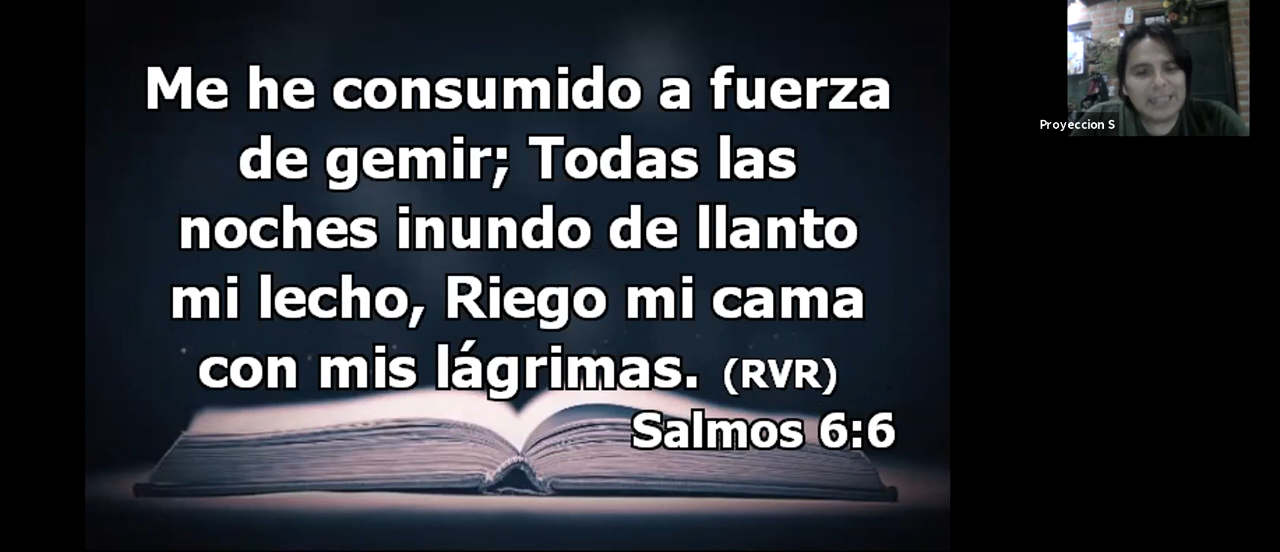 Me he consumido a fuerza
de gemir; Todas las
noches inundo de llanto
mi lecho, Riego mi cama
con mis lágrimas. (RVR)
Salmos 6:6
Proyeccion S